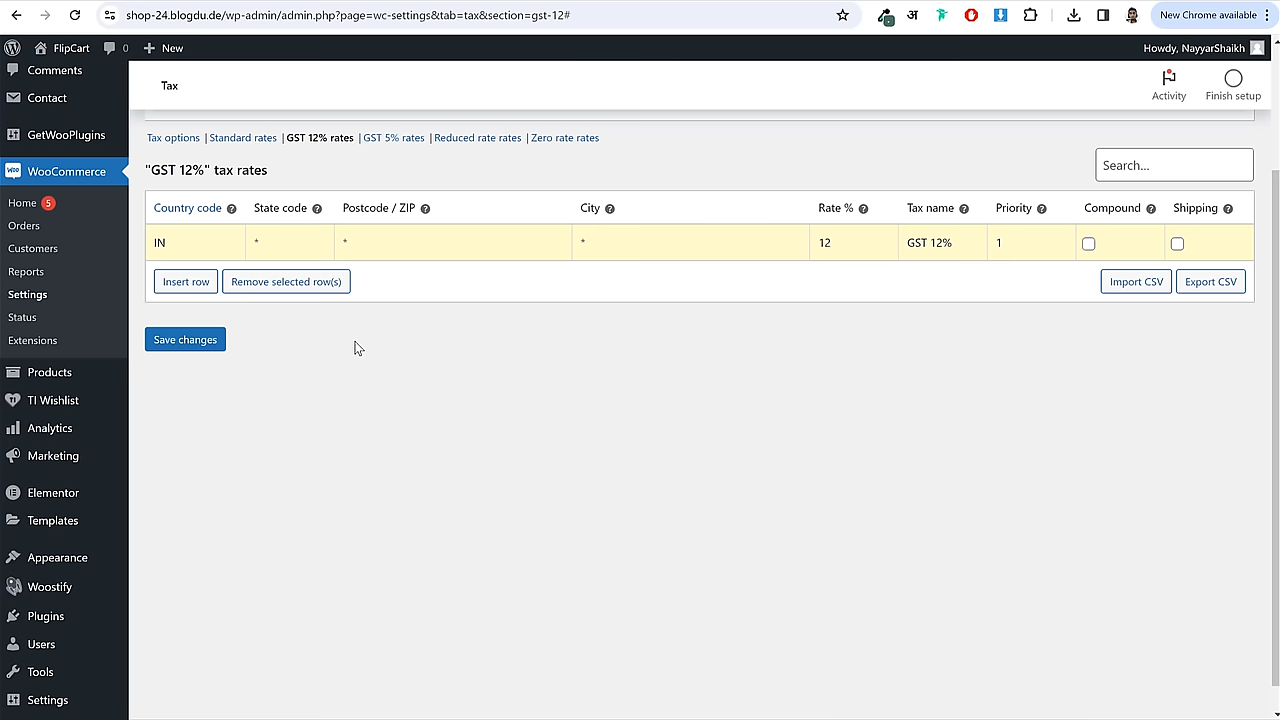 shop-24.blogdu.de/wp-admin/admin.php?page=wc-settings&tab=tax&section=gst-12#
अ
New Chrome available
FlipCart
0
New
Howdy, NayyarShaikh
Comments
Contact
GetWooPlugins
WooCommerce
Home 5
Orders
Customers
Reports
Settings
Status
Extensions
Products
TI Wishlist
Analytics
Marketing
Elementor
Templates
Appearance
Woostify
Plugins
Users
Tools
Settings
Tax
Activity
Finish setup
Tax options | Standard rates | GST 12% rates | GST 5% rates | Reduced rate rates | Zero rate rates
"GST 12%" tax rates
Search...
Country code ? State code ? Postcode / ZIP ? City ? Rate % ? Tax name ? Priority ? Compound ? Shipping ?
IN * * * 12 GST 12% 1
Insert row Remove selected row(s) Import CSV Export CSV
Save changes